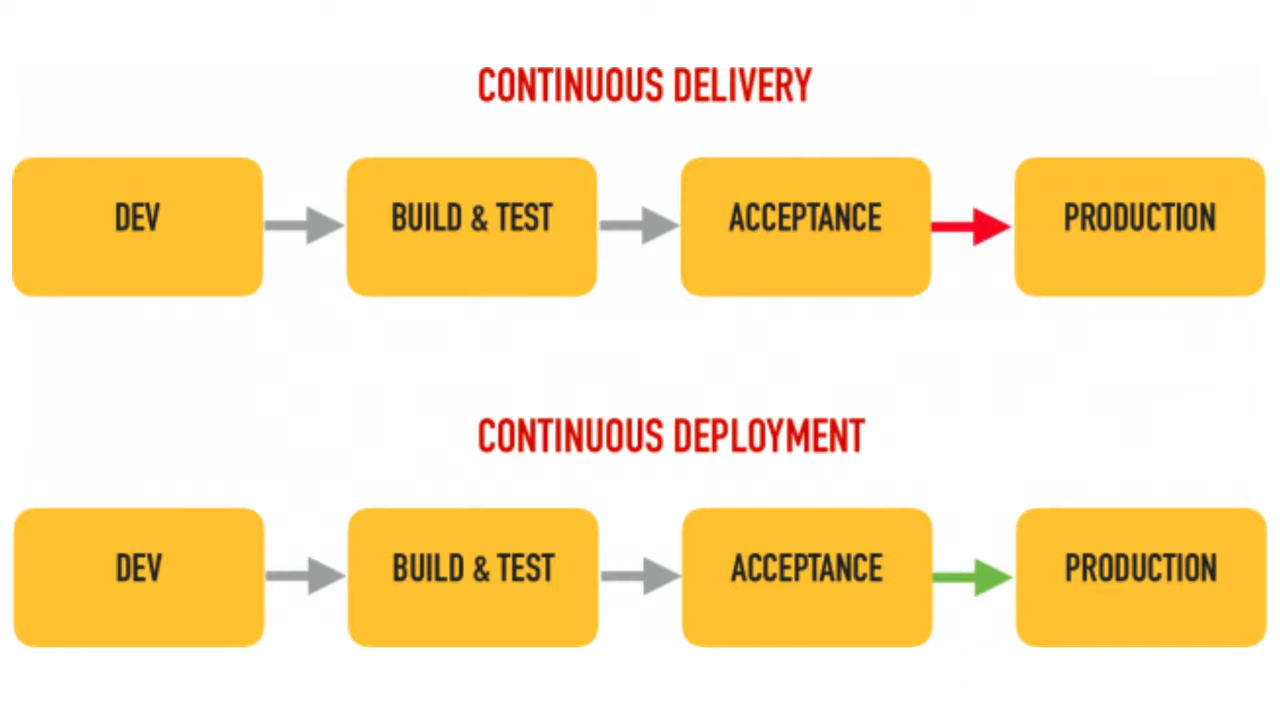 CONTINUOUS DELIVERY
DEV
BUILD & TEST
ACCEPTANCE
PRODUCTION
CONTINUOUS DEPLOYMENT
DEV
BUILD & TEST
ACCEPTANCE
PRODUCTION